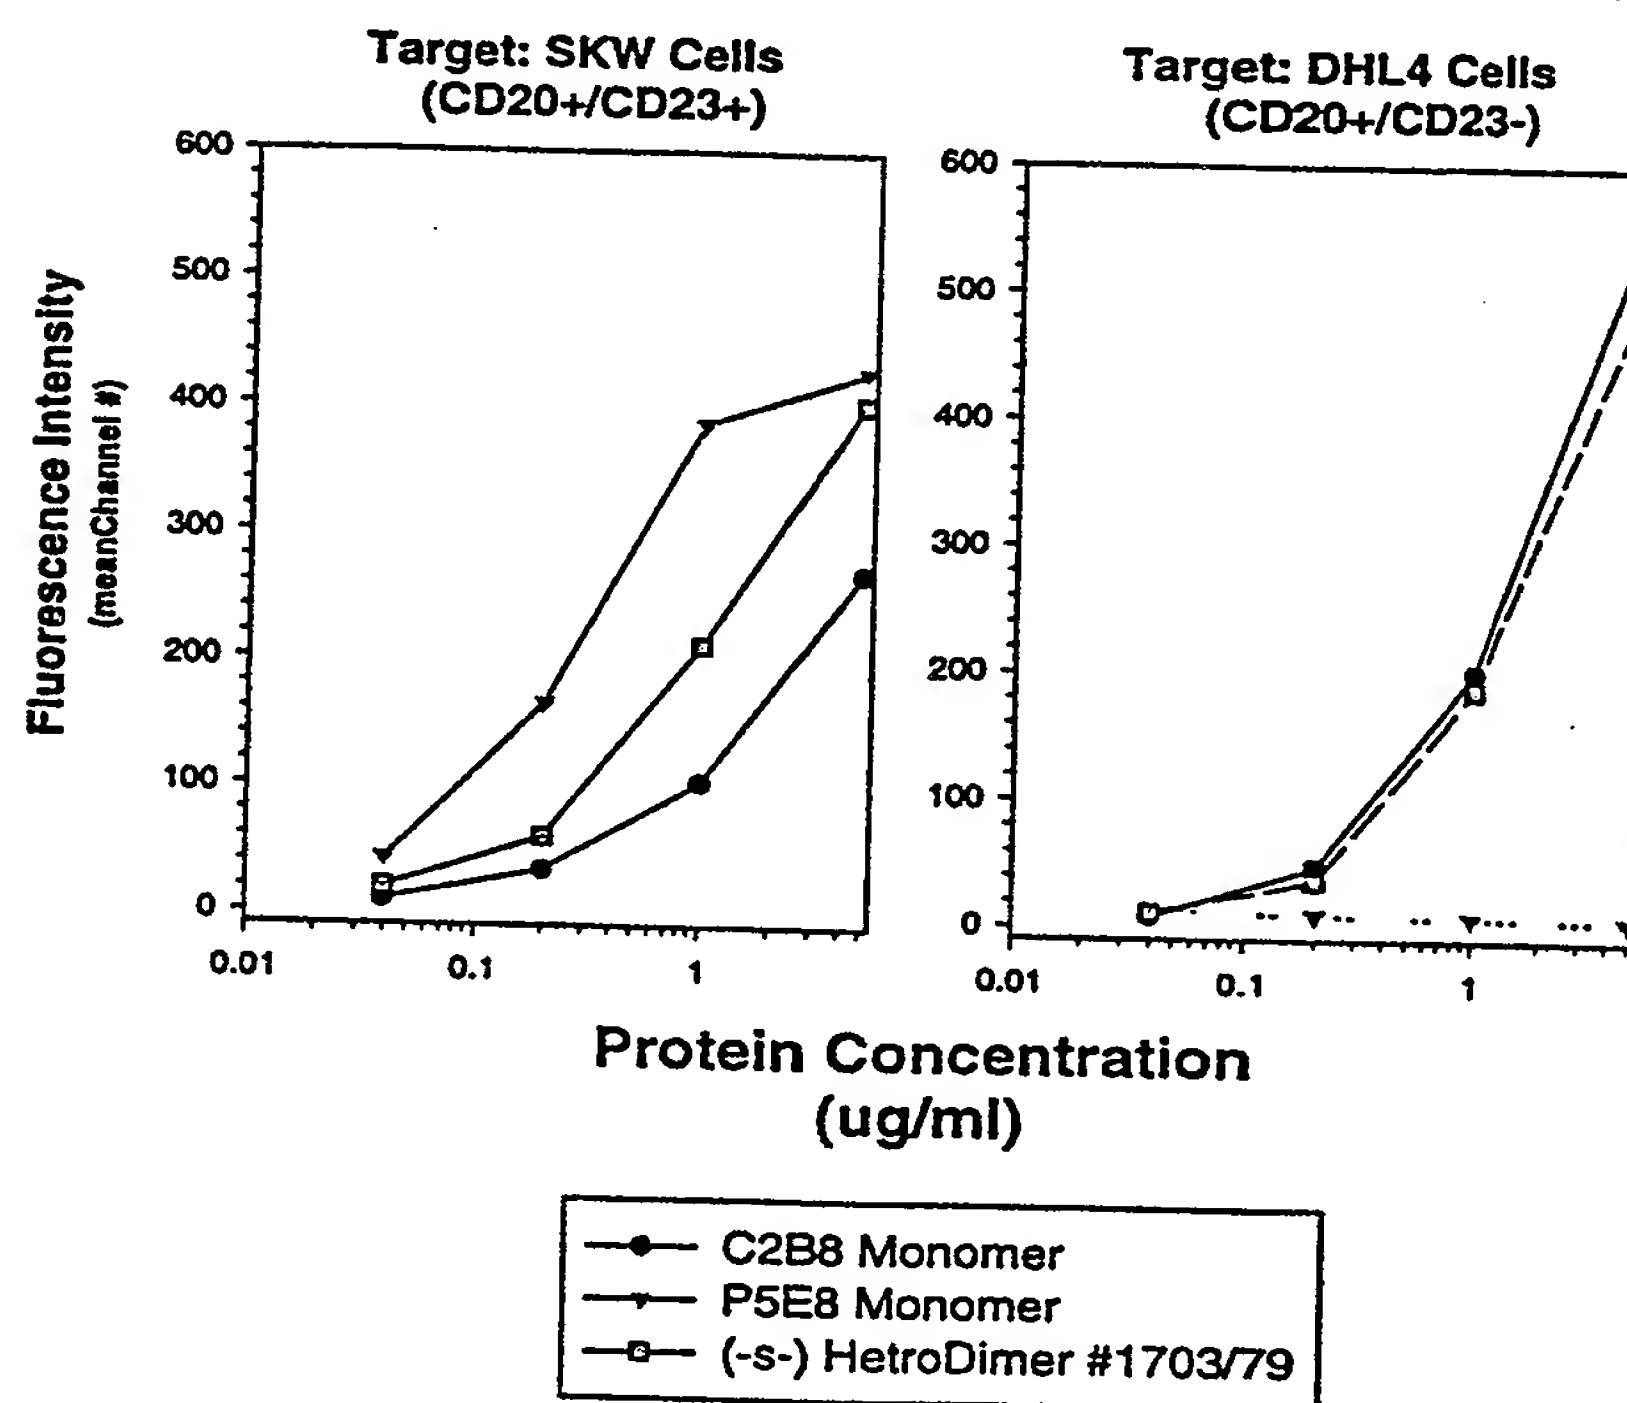 Target: SKW Cells
(CD20+/CD23+)
600
500
400
300
200
100
0
0.01
0.1
1
Fluorescence Intensity
(meanChannel #)
Target: DHL4 Cells
(CD20+/CD23-)
600
500
400
300
200
100
0
0.01
0.1
1
Protein Concentration
(ug/ml)
C2B8 Monomer
P5E8 Monomer
(-s-) HetroDimer #1703/79